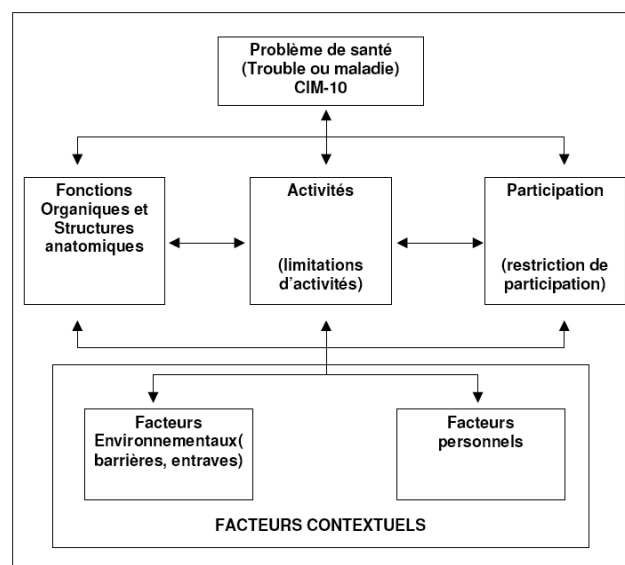 Problème de santé
(Trouble ou maladie)
CIM-10
Fonctions
Organiques et
Structures
anatomiques
Activités
(limitations
d'activités)
Participation
(restriction de
participation)
Facteurs
Environnementaux(
barrières, entraves)
Facteurs
personnels
FACTEURS CONTEXTUELS